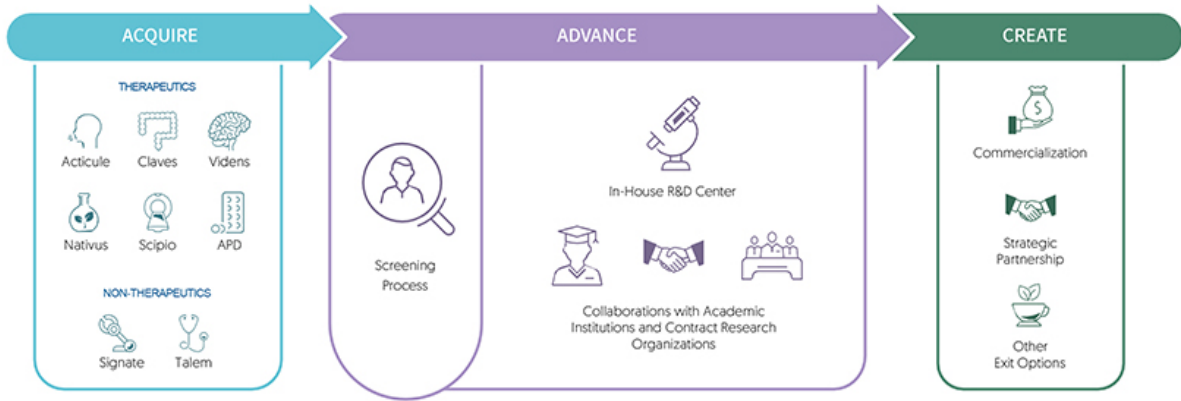 ACQUIRE
ADVANCE
CREATE
THERAPEUTICS
Acticule
Claves
Videns
Nativus
Scipio
APD
NON-THERAPEUTICS
Signate
Talem
Screening
Process
In-House R&D Center
Collaborations with Academic
Institutions and Contract Research
Organizations
$
Commercialization
Strategic
Partnership
Other
Exit Options